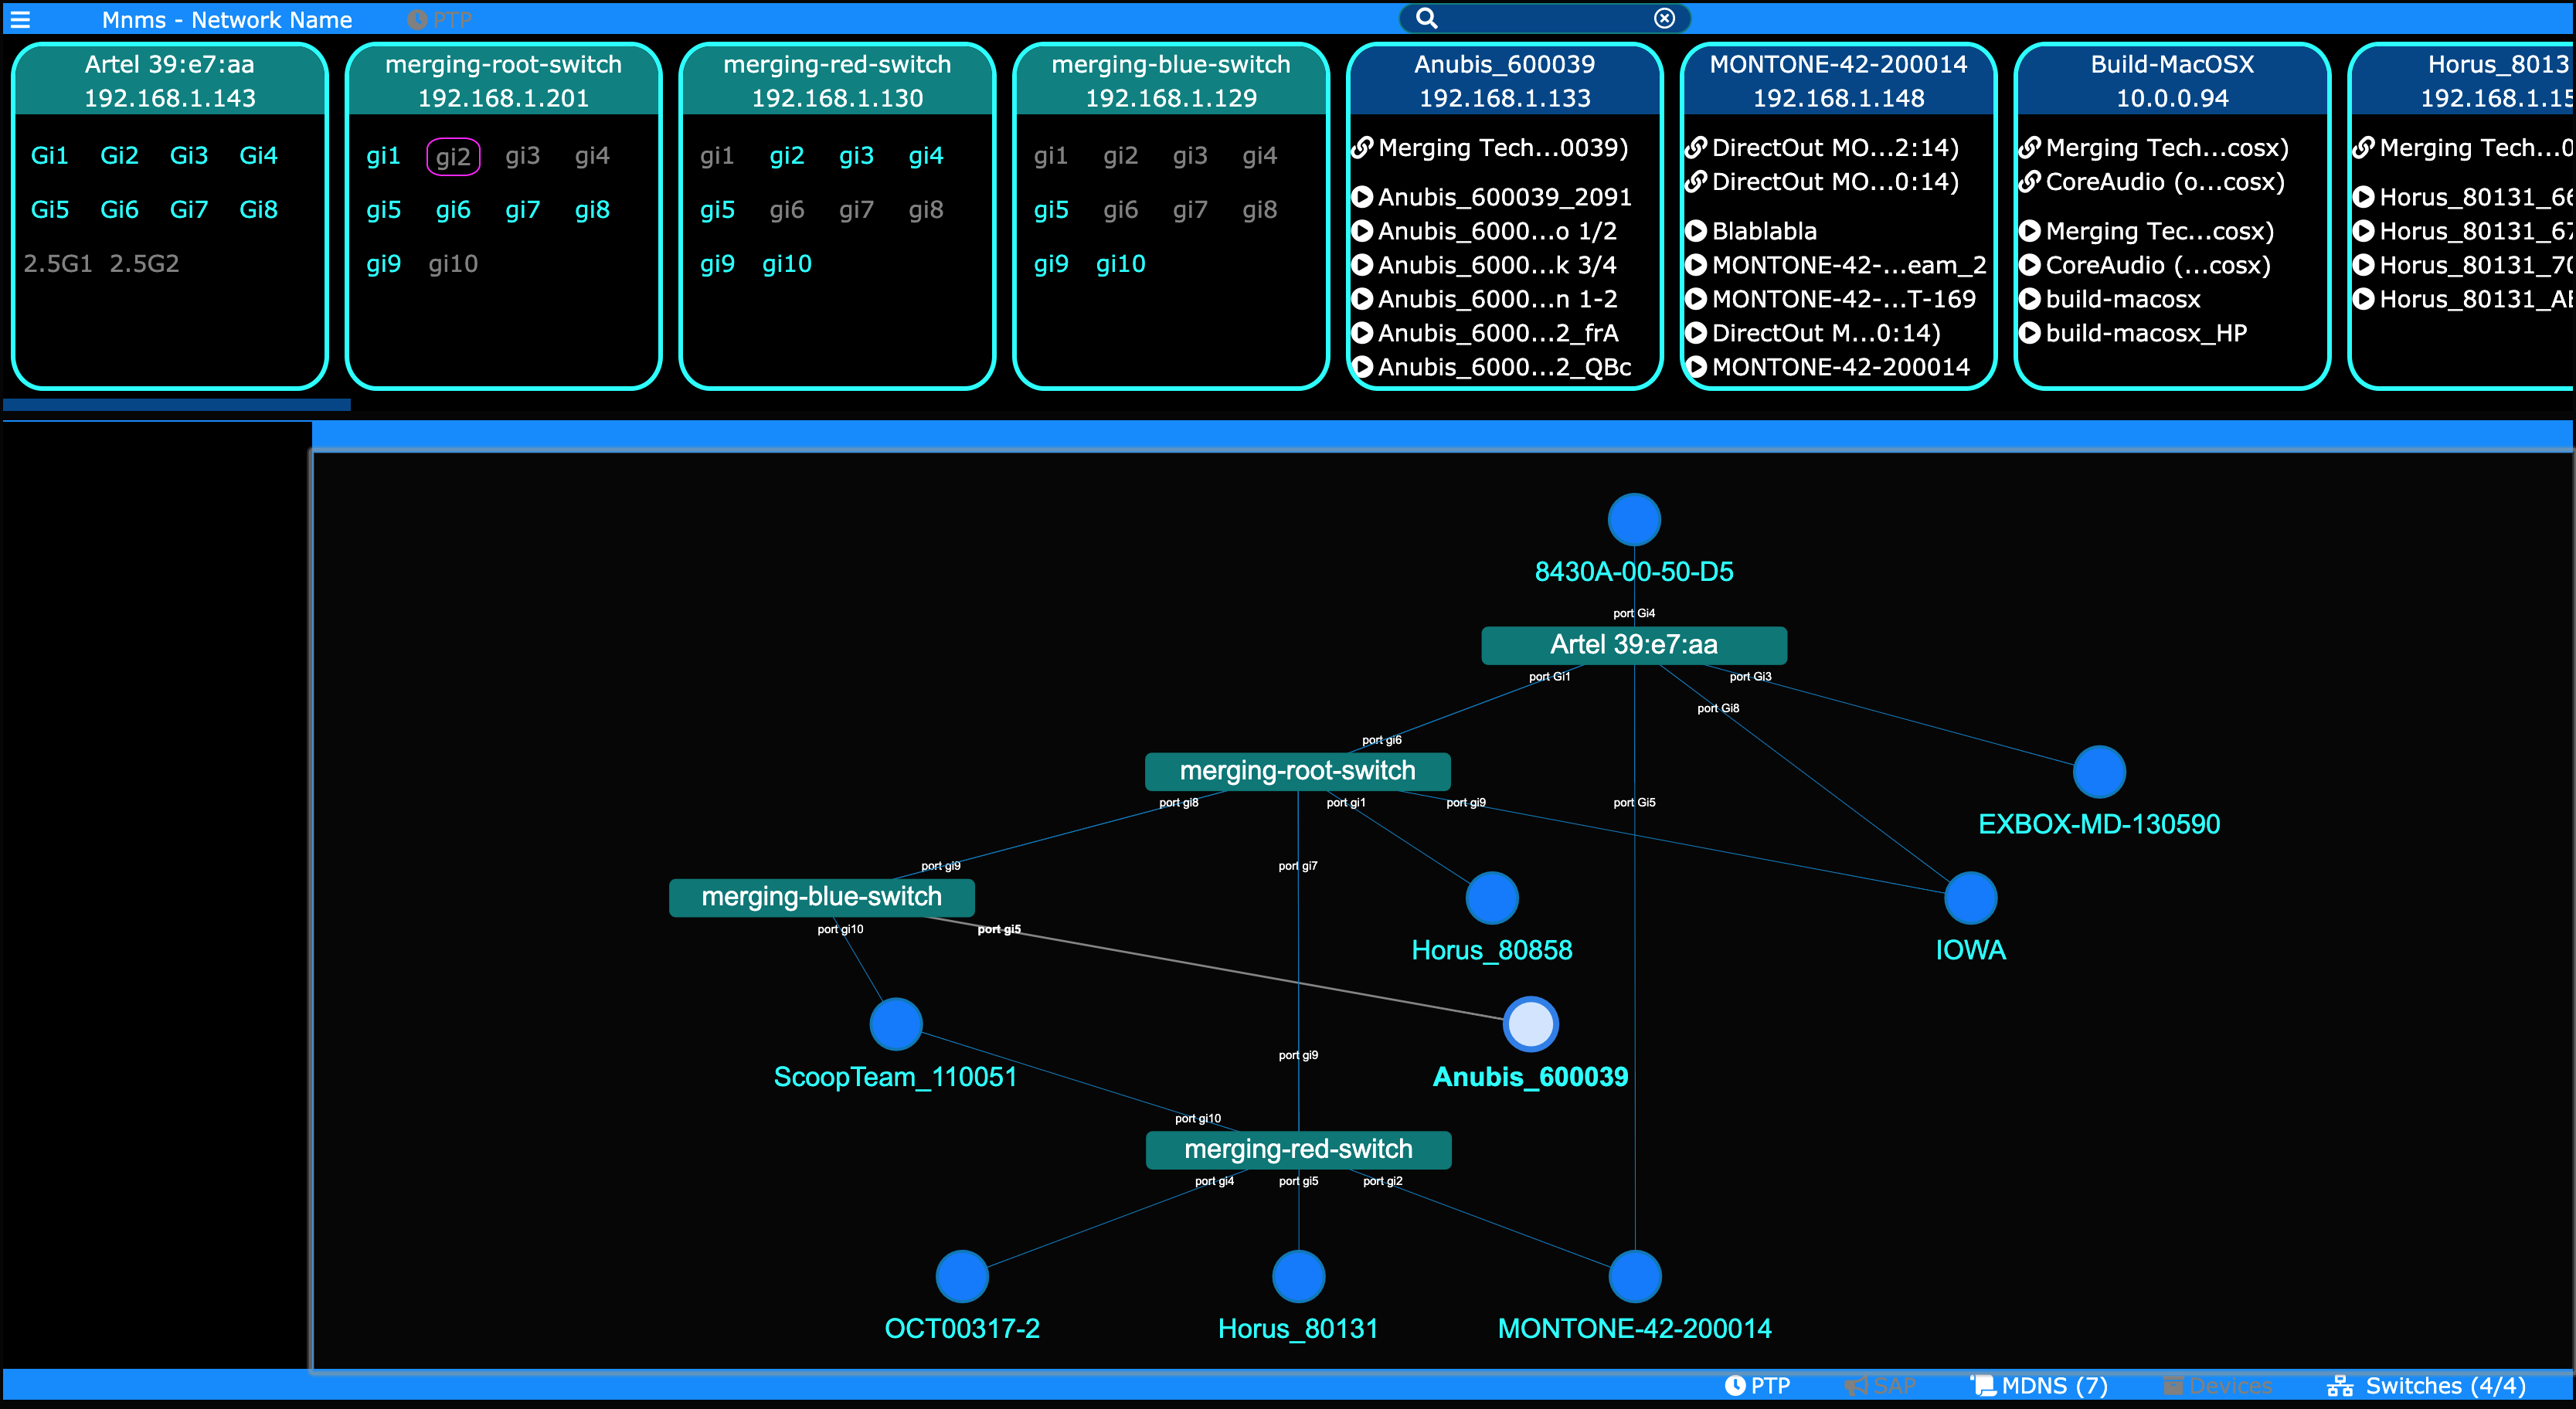 Mnms - Network Name PTP
Artel 39:e7:aa
192.168.1.143
Gi1 Gi2 Gi3 Gi4
Gi5 Gi6 Gi7 Gi8
2.5G1 2.5G2
merging-root-switch
192.168.1.201
gi1 gi2 gi3 gi4
gi5 gi6 gi7 gi8
gi9 gi10
merging-red-switch
192.168.1.130
gi1 gi2 gi3 gi4
gi5 gi6 gi7 gi8
gi9 gi10
merging-blue-switch
192.168.1.129
gi1 gi2 gi3 gi4
gi5 gi6 gi7 gi8
gi9 gi10
Anubis_600039
192.168.1.133
Merging Tech...0039)
Anubis_600039_2091
Anubis_6000...o 1/2
Anubis_6000...k 3/4
Anubis_6000...n 1-2
Anubis_6000...2_frA
Anubis_6000...2_QBc
MONTONE-42-200014
192.168.1.148
DirectOut MO...2:14)
DirectOut MO...0:14)
Blablabla
MONTONE-42-...eam_2
MONTONE-42-...T-169
DirectOut M...0:14)
MONTONE-42-200014
Build-MacOSX
10.0.0.94
Merging Tech...cosx)
CoreAudio (o...cosx)
Merging Tec...cosx)
CoreAudio (...cosx)
build-macosx
build-macosx_HP
Horus_8013
192.168.1.15
Merging Tech...0
Horus_80131_66
Horus_80131_67
Horus_80131_70
Horus_80131_AE
8430A-00-50-D5
port Gi4
Artel 39:e7:aa
port Gi1 port Gi3
port Gi8
port gi6
merging-root-switch
port gi8 port gi1 port gi9 port Gi5
EXBOX-MD-130590
port gi9 port gi7
merging-blue-switch
port gi10 port gi5
Horus_80858 IOWA
port gi9
ScoopTeam_110051 Anubis_600039
port gi10
merging-red-switch
port gi4 port gi5 port gi2
OCT00317-2 Horus_80131 MONTONE-42-200014
PTP SAP MDNS (7) Devices Switches (4/4)